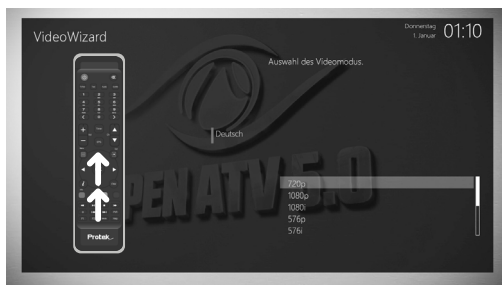 VideoWizard
Donnerstag
1. Januar
01:10
Auswahl des Videomodus.
Deutsch
OPEN ATV 5.0
720p
1080p
1080i
576p
576i
Protek